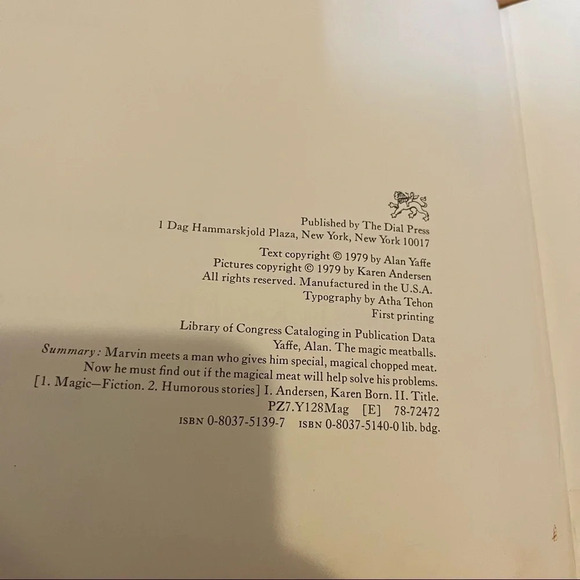 Published by The Dial Press
1 Dag Hammarskjold Plaza, New York, New York 10017
Text copyright © 1979 by Alan Yaffe
Pictures copyright © 1979 by Karen Andersen
All rights reserved. Manufactured in the U.S.A.
Typography by Atha Tehon
First printing
Library of Congress Cataloging in Publication Data
Yaffe, Alan. The magic meatballs.
Summary: Marvin meets a man who gives him special, magical chopped meat.
Now he must find out if the magical meat will help solve his problems.
[1. Magic—Fiction. 2. Humorous stories] I. Andersen, Karen Born. II. Title.
PZ7.Y128Mag [E] 78-72472
ISBN 0-8037-5139-7 ISBN 0-8037-5140-0 lib. bdg.